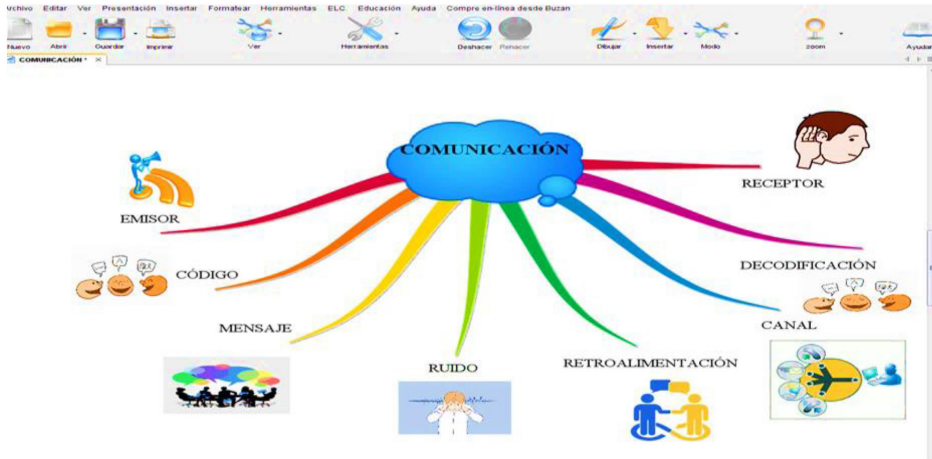 Archivo Editar Ver Presentación Insertar Formatear Herramientas ELC. Educación Ayuda Compre en-línea desde Buzan
Nuevo Abrir Guardar Imprimir Ver Herramientas Deshacer Rehacer Dibujar Insertar Modo zoom Ayudar
COMUNICACIÓN *
COMUNICACIÓN
RECEPTOR
EMISOR
DECODIFICACIÓN
CÓDIGO
CANAL
MENSAJE
RETROALIMENTACIÓN
RUIDO